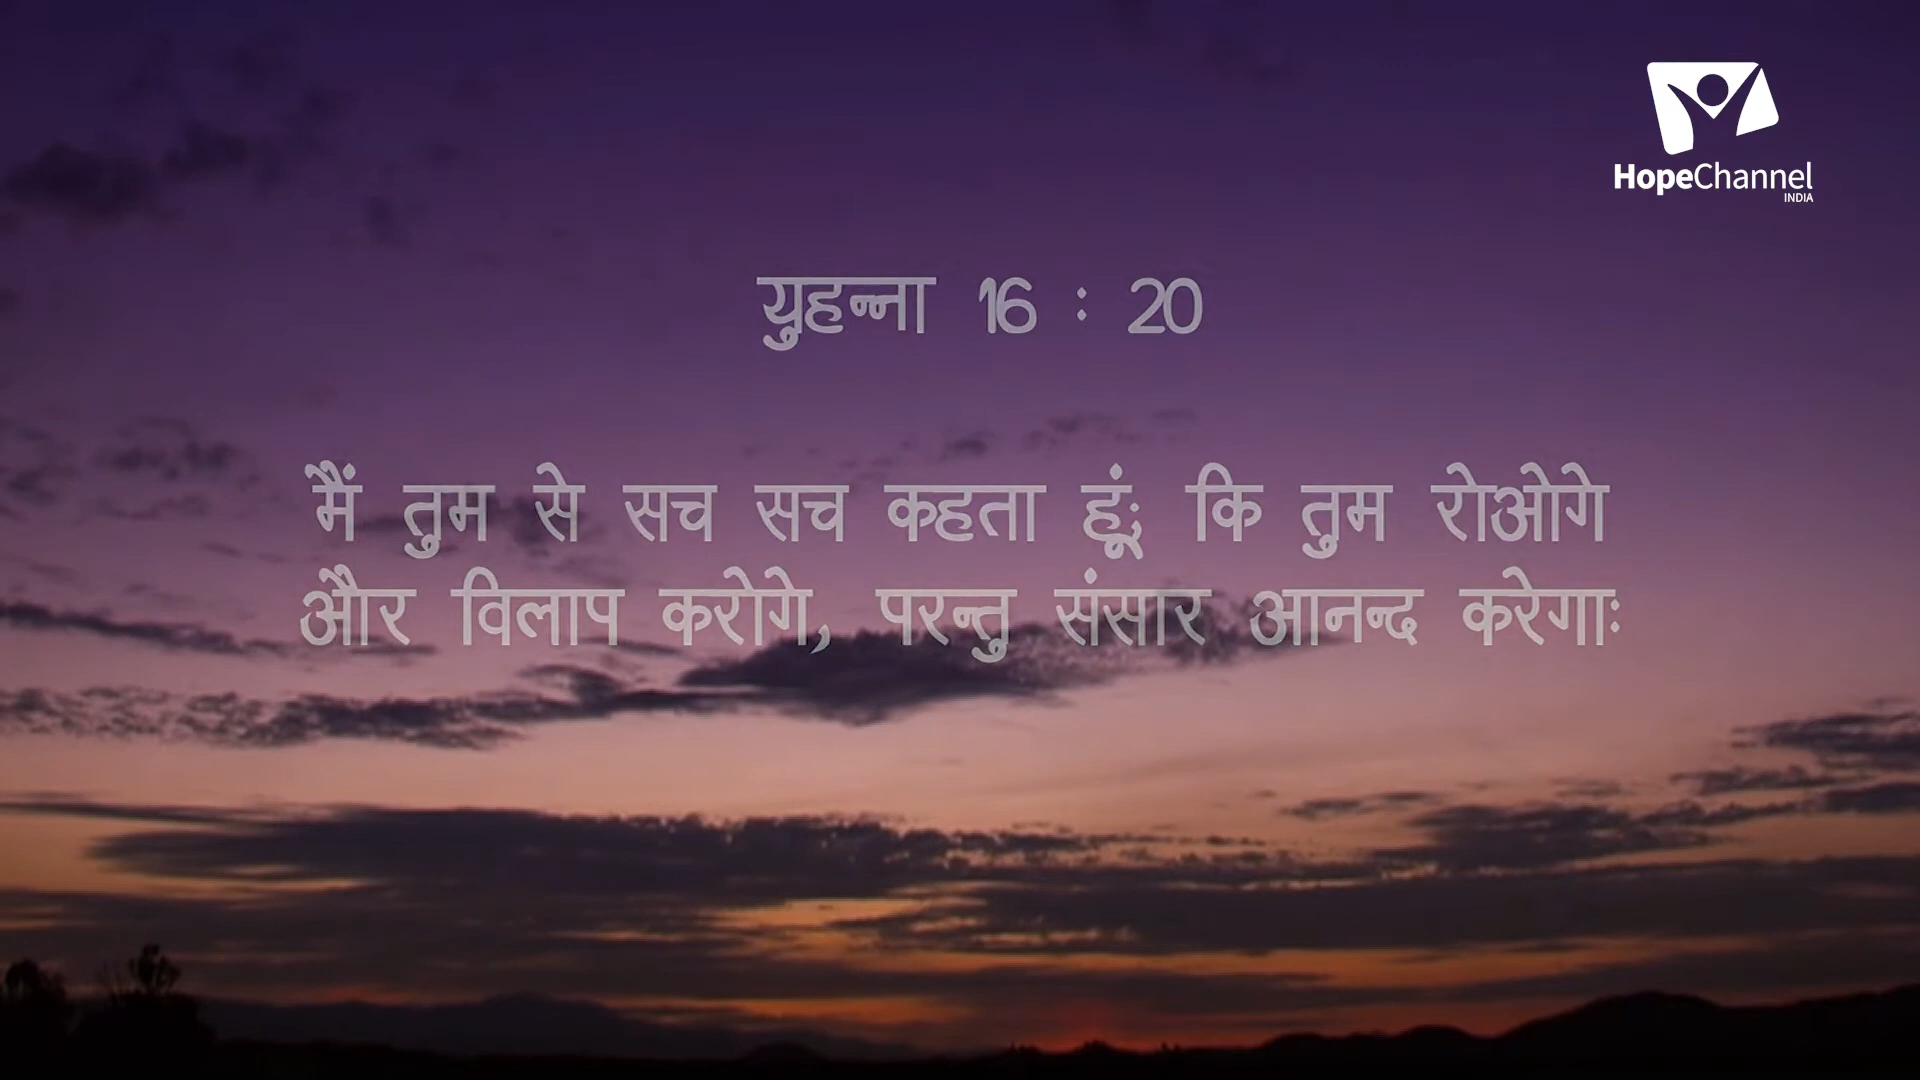 HopeChannel
INDIA
युहन्ना 16 : 20
मैं तुम से सच सच कहता हूं; कि तुम रोओगे
और विलाप करोगे, परन्तु संसार आनन्द करेगाः